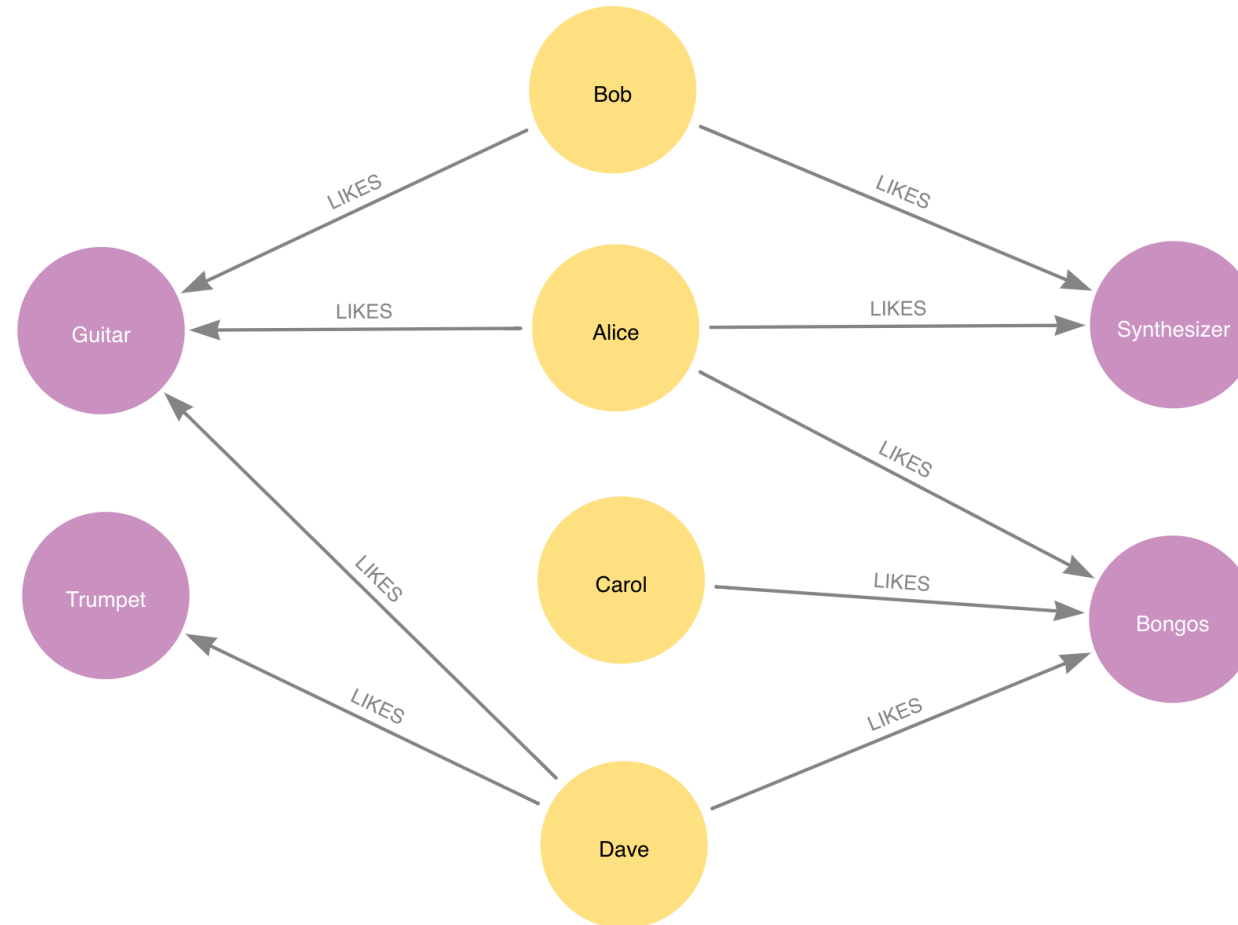 Bob
LIKES
LIKES
LIKES
LIKES
Guitar
Alice
Synthesizer
LIKES
LIKES
LIKES
Trumpet
Carol
Bongos
LIKES
LIKES
Dave